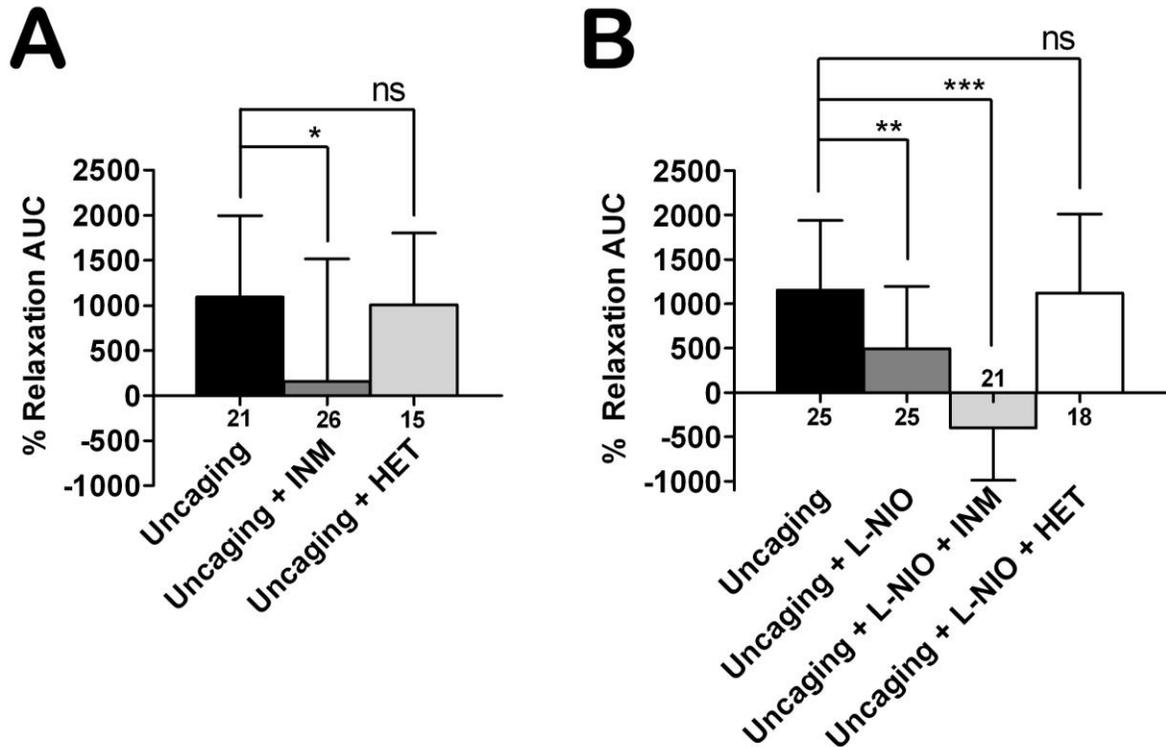 A
ns
*
% Relaxation AUC
2500
2000
1500
1000
500
0
-500
-1000
21
26
15
Uncaging
Uncaging + INM
Uncaging + HET
B
ns
***
**
% Relaxation AUC
2500
2000
1500
1000
500
0
-500
-1000
25
25
21
18
Uncaging
Uncaging + L-NIO
Uncaging + L-NIO + INM
Uncaging + L-NIO + HET